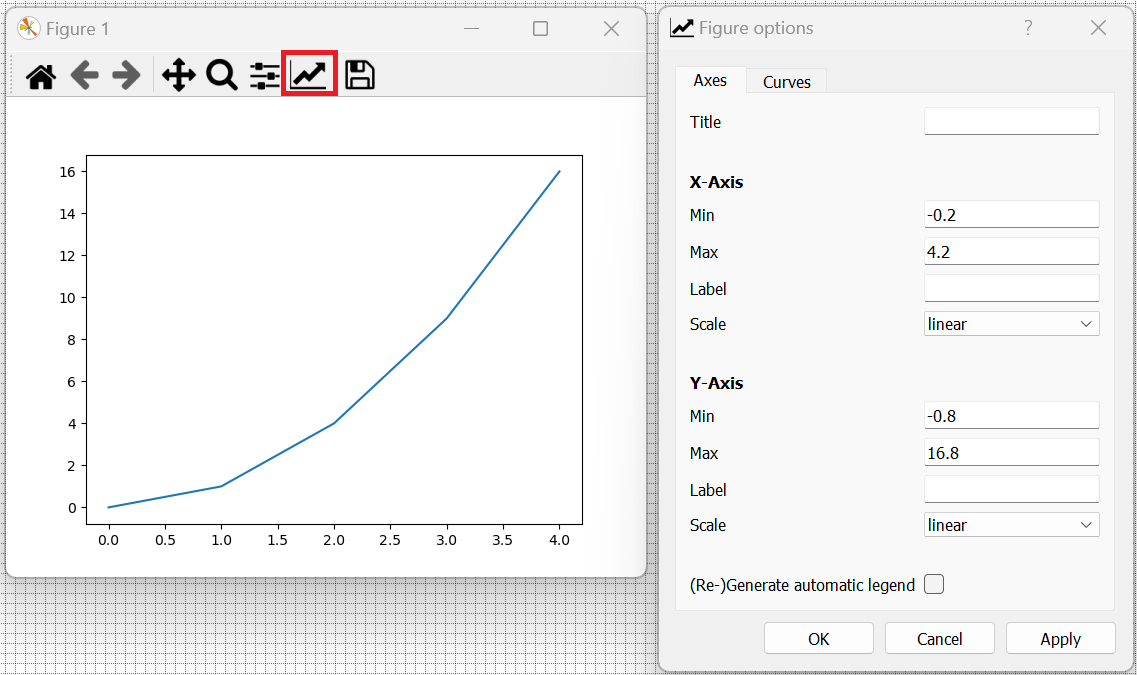 Figure 1
16
14
12
10
8
6
4
2
0
0.0 0.5 1.0 1.5 2.0 2.5 3.0 3.5 4.0
Figure options
?
Axes Curves
Title
X-Axis
Min -0.2
Max 4.2
Label
Scale linear
Y-Axis
Min -0.8
Max 16.8
Label
Scale linear
(Re-)Generate automatic legend
OK Cancel Apply